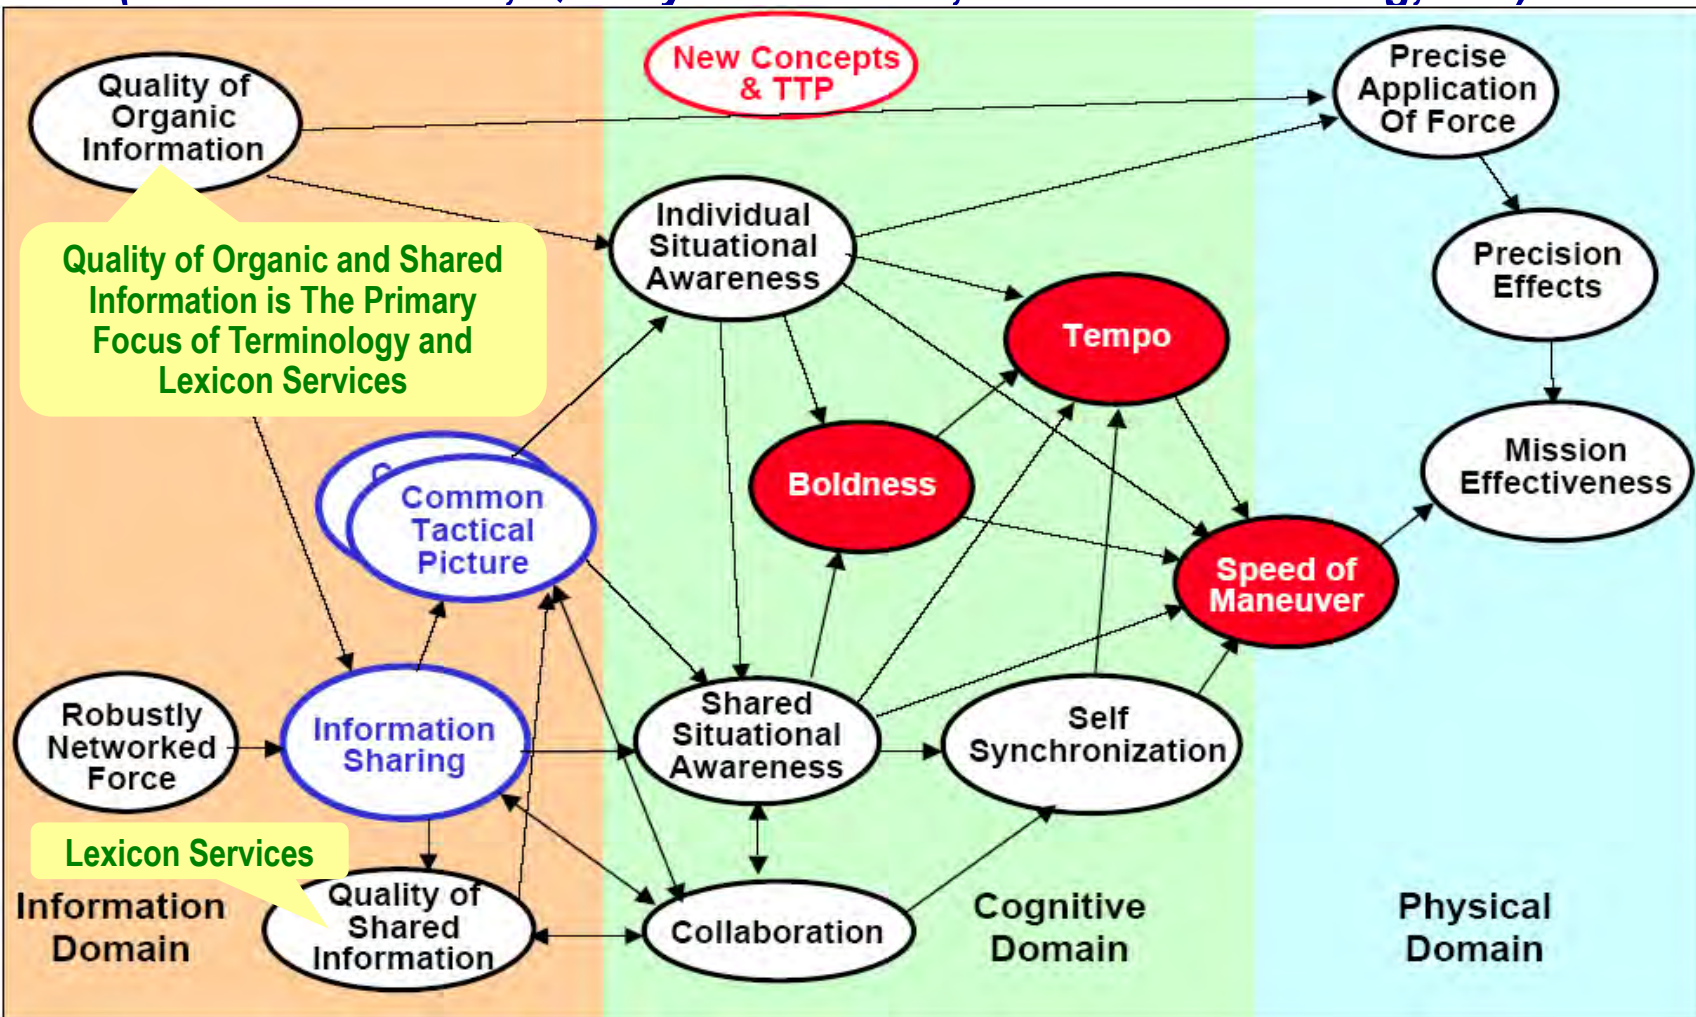 New Concepts
& TTP
Quality of
Organic
Information
Precise
Application
Of Force
Individual
Situational
Awareness
Precision
Effects
Quality of Organic and Shared
Information is The Primary
Focus of Terminology and
Lexicon Services
Tempo
Boldness
Mission
Effectiveness
Common
Tactical
Picture
Speed of
Maneuver
Robustly
Networked
Force
Information
Sharing
Shared
Situational
Awareness
Self
Synchronization
Lexicon Services
Quality of
Shared
Information
Collaboration
Information
Domain
Cognitive
Domain
Physical
Domain